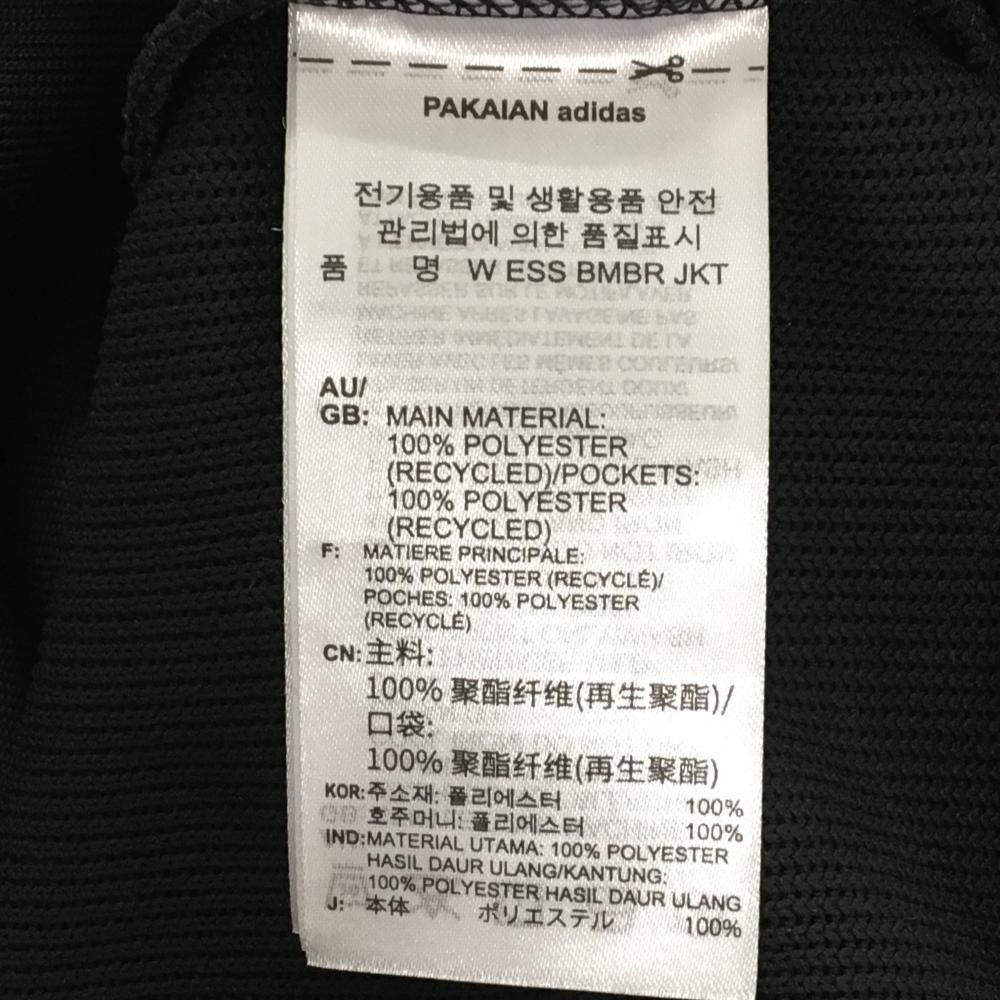 PAKAIAN adidas
전기용품 및 생활용품 안전
관리법에 의한 품질표시
품 명 W ESS BMBR JKT
AU/
GB: MAIN MATERIAL:
100% POLYESTER
(RECYCLED)/POCKETS:
100% POLYESTER
(RECYCLED)
F: MATIERE PRINCIPALE:
100% POLYESTER (RECYCLÉ)/
POCHES: 100% POLYESTER
(RECYCLÉ)
CN: 主料:
100% 聚酯纤维(再生聚酯)/
口袋:
100% 聚酯纤维(再生聚酯)
KOR: 주소재: 폴리에스터 100%
호주머니: 폴리에스터 100%
IND: MATERIAL UTAMA: 100% POLYESTER
HASIL DAUR ULANG/KANTUNG:
100% POLYESTER HASIL DAUR ULANG
J: 本体 ポリエステル 100%